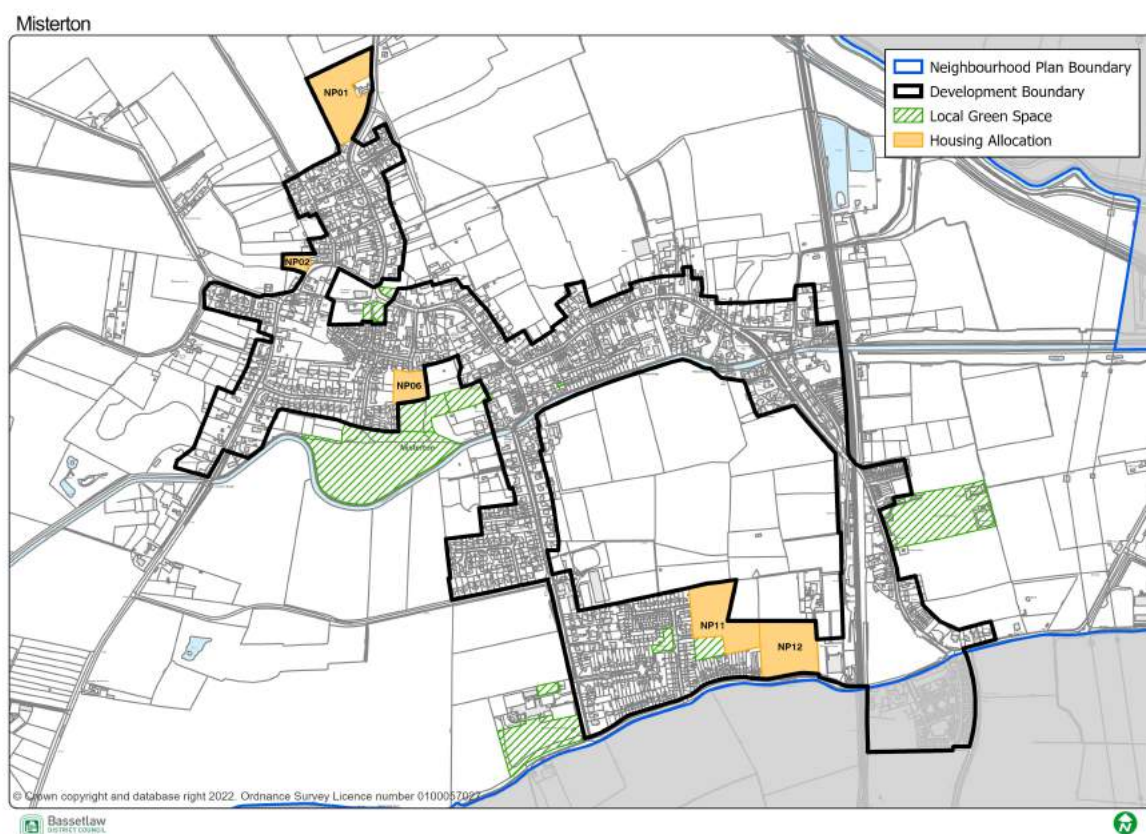 Misterton
Neighbourhood Plan Boundary
Development Boundary
Local Green Space
Housing Allocation
NP01
NP02
NP06
Misterton
NP11
NP12
© Crown copyright and database right 2022. Ordnance Survey Licence number 0100057027
Bassetlaw
DISTRICT COUNCIL
N